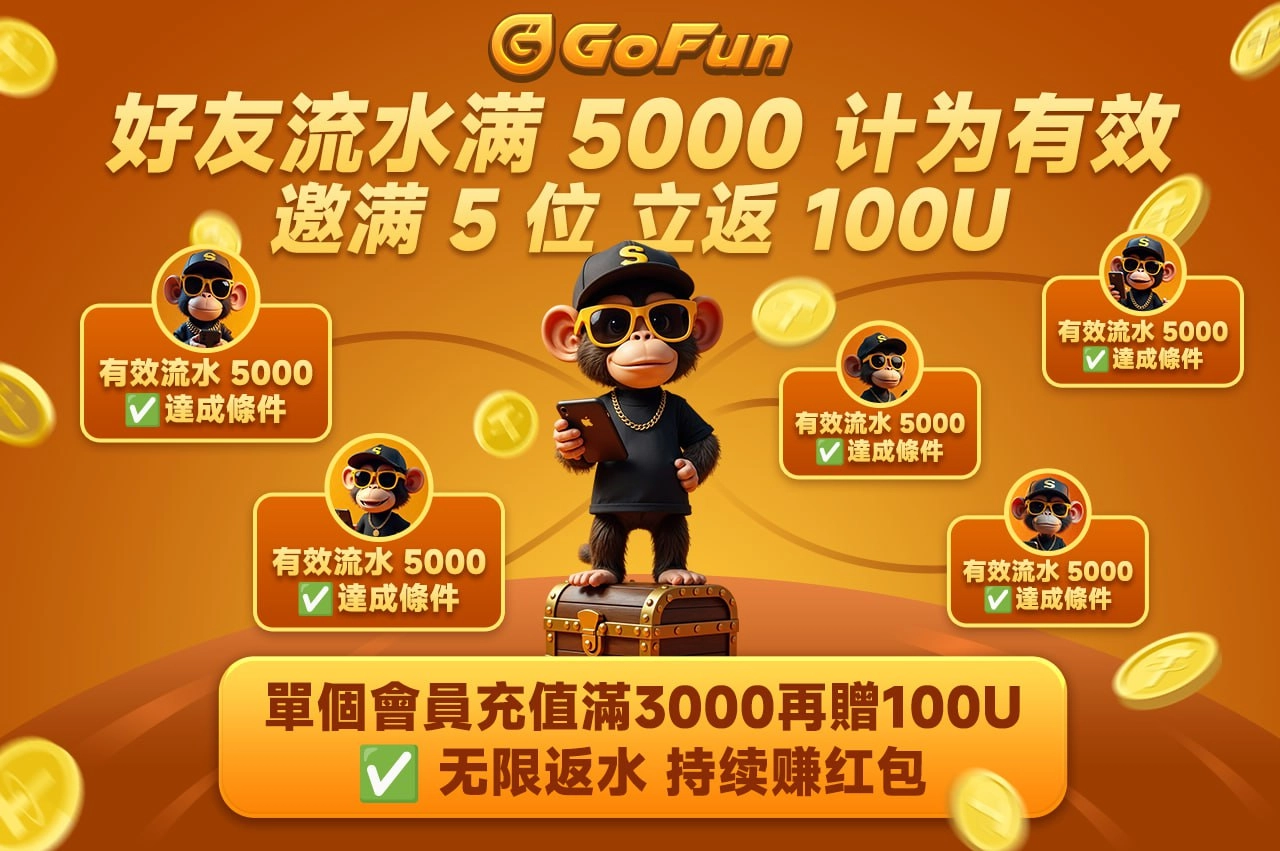 GoFun
好友流水满 5000 计为有效
邀满 5 位 立返 100U
有效流水 5000
✅達成條件
有效流水 5000
✅達成條件
有效流水 5000
✅達成條件
有效流水 5000
✅達成條件
有效流水 5000
✅達成條件
單個會員充值滿3000再贈100U
✅ 无限返水 持续赚红包